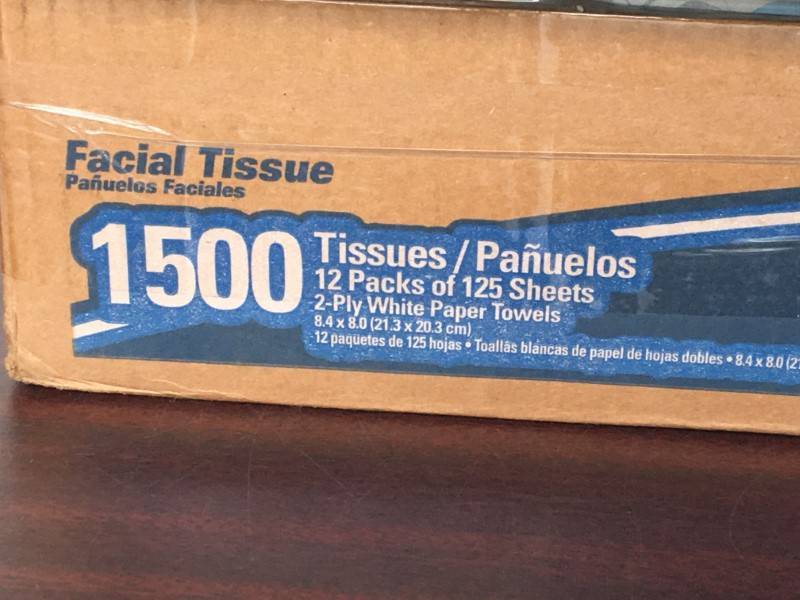 Facial Tissue
Pañuelos Faciales
1500 Tissues / Pañuelos
12 Packs of 125 Sheets
2-Ply White Paper Towels
8.4 x 8.0 (21.3 x 20.3 cm)
12 paquetes de 125 hojas • Toallas blancas de papel de hojas dobles • 8.4 x 8.0 (21